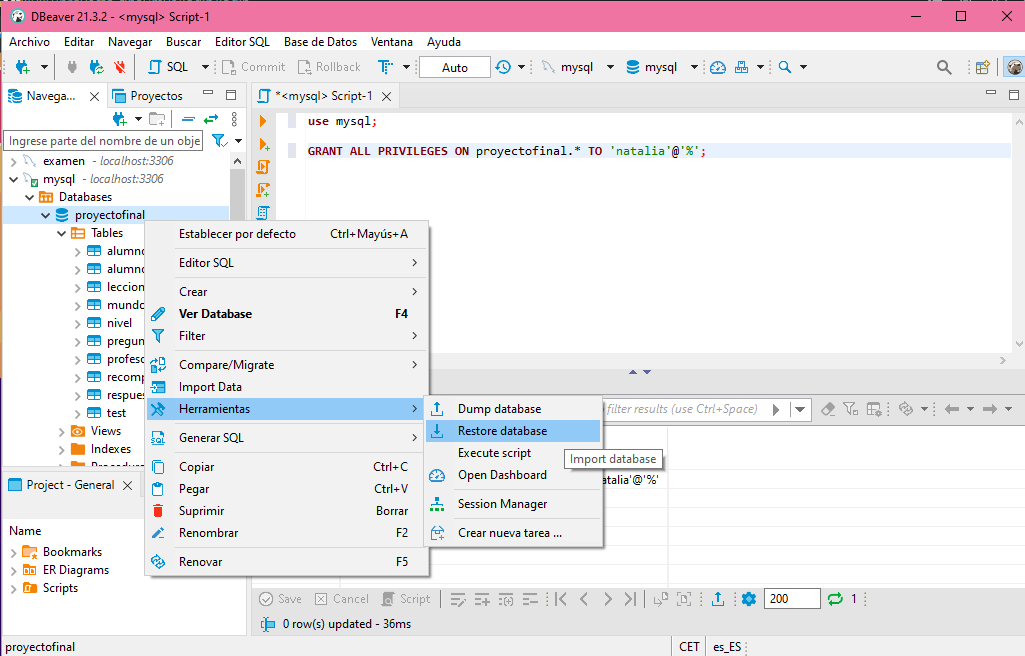 DBeaver 21.3.2 - <mysql> Script-1
Archivo Editar Navegar Buscar Editor SQL Base de Datos Ventana Ayuda
SQL Commit Rollback Auto mysql mysql
Navega... Proyectos
*<mysql> Script-1
Ingrese parte del nombre de un obje
examen - localhost:3306
mysql - localhost:3306
Databases
proyectofinal
Tables
alumno
alumno
leccion
mundo
nivel
pregun
profeso
recomp
respues
test
Views
Indexes
use mysql;
GRANT ALL PRIVILEGES ON proyectofinal.* TO 'natalia'@'%';
Establecer por defecto Ctrl+Mayús+A
Editor SQL
Crear
Ver Database F4
Filter
Compare/Migrate
Import Data
Herramientas
Generar SQL
Copiar Ctrl+C
Pegar Ctrl+V
Suprimir Borrar
Renombrar F2
Renovar F5
Dump database
Restore database
Execute script
Open Dashboard
Session Manager
Crear nueva tarea ...
Import database
filter results (use Ctrl+Space)
atalia'@'%'
Project - General
Name
Bookmarks
ER Diagrams
Scripts
Save Cancel Script 200 1
0 row(s) updated - 36ms
proyectofinal CET es_ES